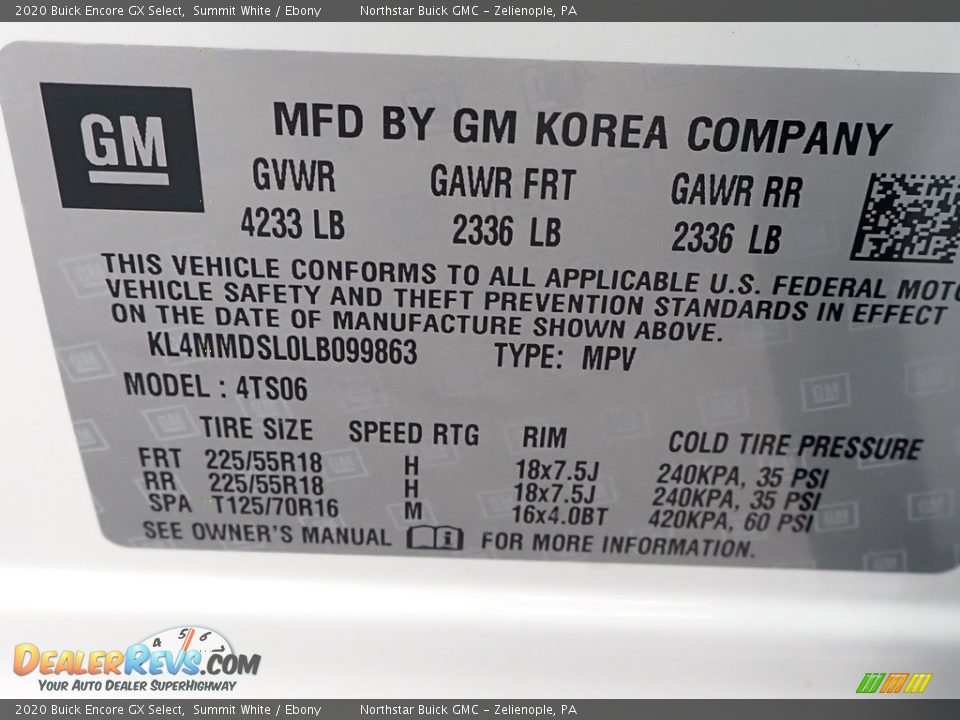 2020 Buick Encore GX Select, Summit White / Ebony Northstar Buick GMC - Zelienople, PA
GM
MFD BY GM KOREA COMPANY
GVWR GAWR FRT GAWR RR
4233 LB 2336 LB 2336 LB
THIS VEHICLE CONFORMS TO ALL APPLICABLE U.S. FEDERAL MOTO
VEHICLE SAFETY AND THEFT PREVENTION STANDARDS IN EFFECT
ON THE DATE OF MANUFACTURE SHOWN ABOVE.
KL4MMDSL0LB099863 TYPE: MPV
MODEL : 4TS06
TIRE SIZE SPEED RTG RIM COLD TIRE PRESSURE
FRT 225/55R18 H 18x7.5J 240KPA, 35 PSI
RR 225/55R18 H 18x7.5J 240KPA, 35 PSI
SPA T125/70R16 M 16x4.0BT 420KPA, 60 PSI
SEE OWNER'S MANUAL i FOR MORE INFORMATION.
4 5 6 7
DEALERREVS.COM
YOUR AUTO DEALER SUPERHIGHWAY
2020 Buick Encore GX Select, Summit White / Ebony Northstar Buick GMC - Zelienople, PA